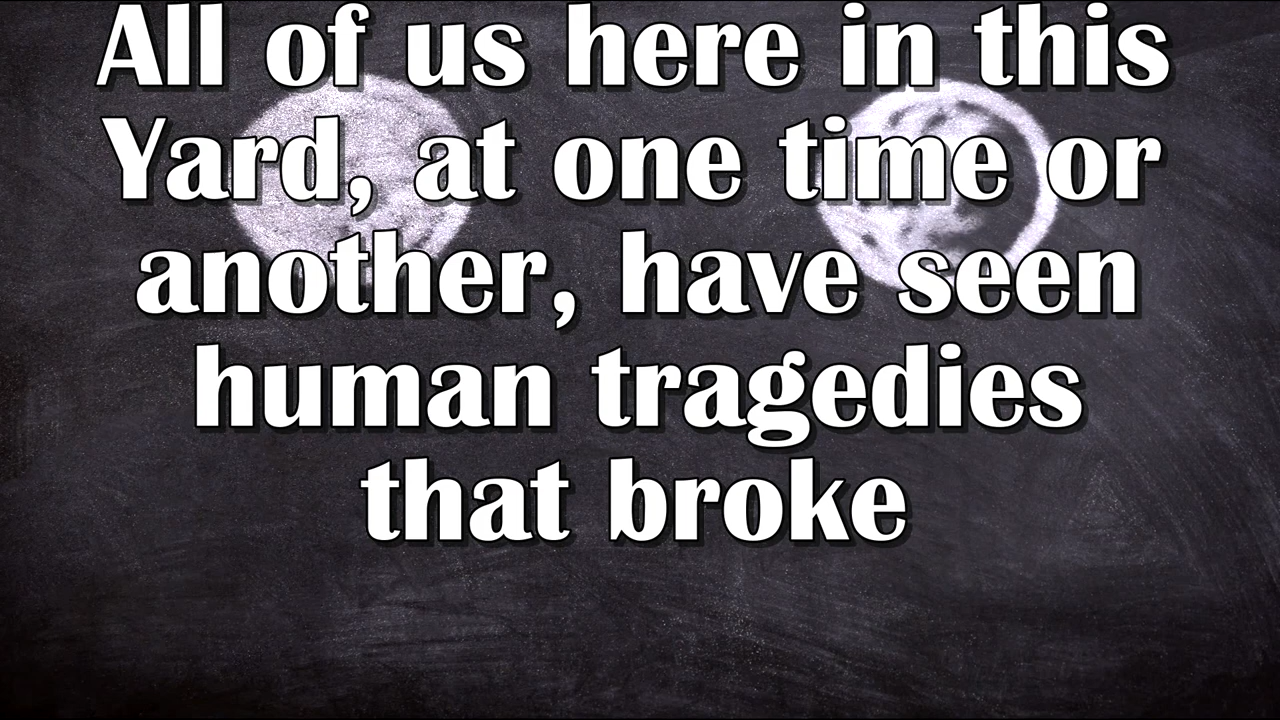 All of us here in this
Yard, at one time or
another, have seen
human tragedies
that broke